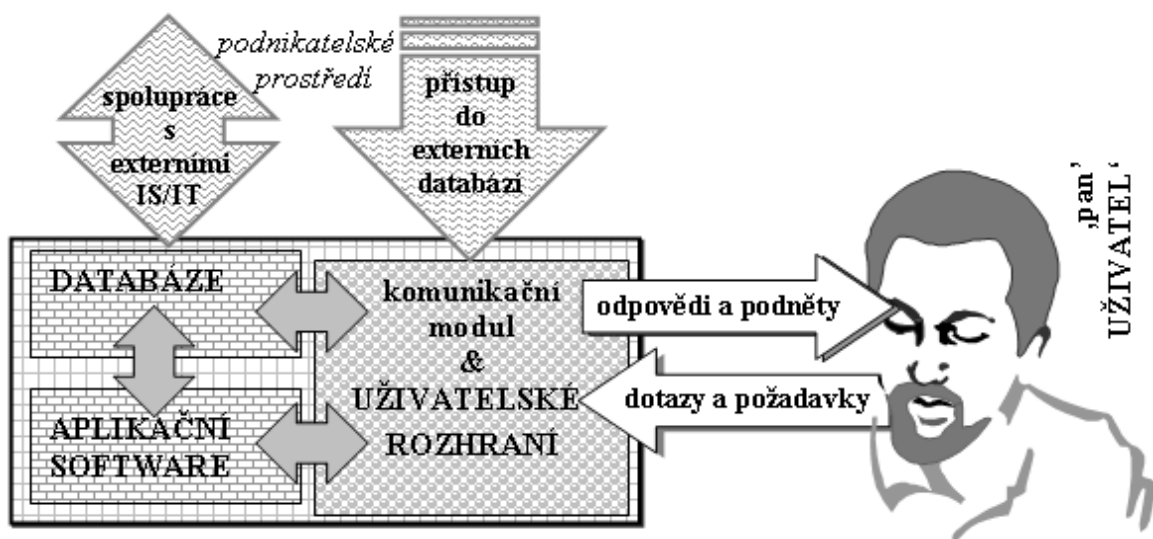 podnikatelské
prostředí
spolupráce
s
externími
IS/IT
přístup
do
externích
databází
DATABÁZE
APLIKAČNÍ
SOFTWARE
komunikační
modul
&
UŽIVATELSKÉ
ROZHRANÍ
odpovědi a podněty
dotazy a požadavky
‚pan’
UŽIVATEL‘